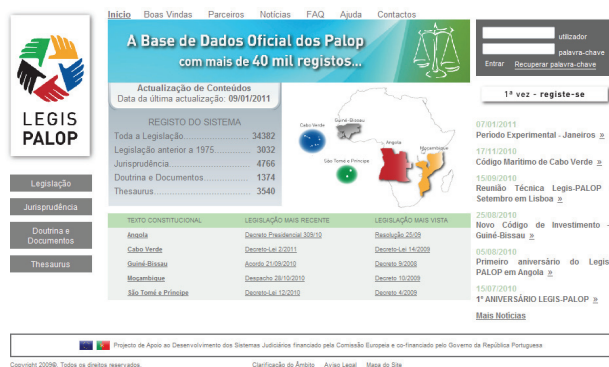 Início Boas Vindas Parceiros Notícias FAQ Ajuda Contactos
LEGIS
PALOP
Legislação
Jurisprudência
Doutrina e
Documentos
Thesaurus
A Base de Dados Oficial dos Palop
com mais de 40 mil registos...
Actualização de Conteúdos
Data da última actualização: 09/01/2011
REGISTO DO SISTEMA
Toda a Legislação 34382
Legislação anterior a 1975 3032
Jurisprudência 4766
Doutrina e Documentos 1374
Thesaurus 3540
Cabo Verde
Guiné-Bissau
São Tomé e Príncipe
Angola
Moçambique
TEXTO CONSTITUCIONAL LEGISLAÇÃO MAIS RECENTE LEGISLAÇÃO MAIS VISTA
Angola Decreto Presidencial 309/10 Resolução 25/09
Cabo Verde Decreto-Lei 2/2011 Decreto-Lei 14/2009
Guiné-Bissau Acordo 21/09/2010 Decreto 9/2008
Moçambique Despacho 28/10/2010 Decreto 10/2009
São Tomé e Príncipe Decreto-Lei 12/2010 Decreto 4/2009
utilizador
palavra-chave
Entrar Recuperar palavra-chave
1ª vez - registe-se
07/01/2011
Período Experimental - Janeiros »
17/11/2010
Código Marítimo de Cabo Verde »
15/09/2010
Reunião Técnica Legis-PALOP
Setembro em Lisboa »
25/08/2010
Novo Código de Investimento -
Guiné-Bissau »
05/08/2010
Primeiro aniversário do Legis
PALOP em Angola »
15/07/2010
1º ANIVERSÁRIO LEGIS-PALOP »
Mais Notícias
Projecto de Apoio ao Desenvolvimento dos Sistemas Judiciários financiado pela Comissão Europeia e co-financiado pelo Governo da República Portuguesa
Copyright 2009®. Todos os direitos reservados. Clarificação do Âmbito Aviso Legal Mapa do Site